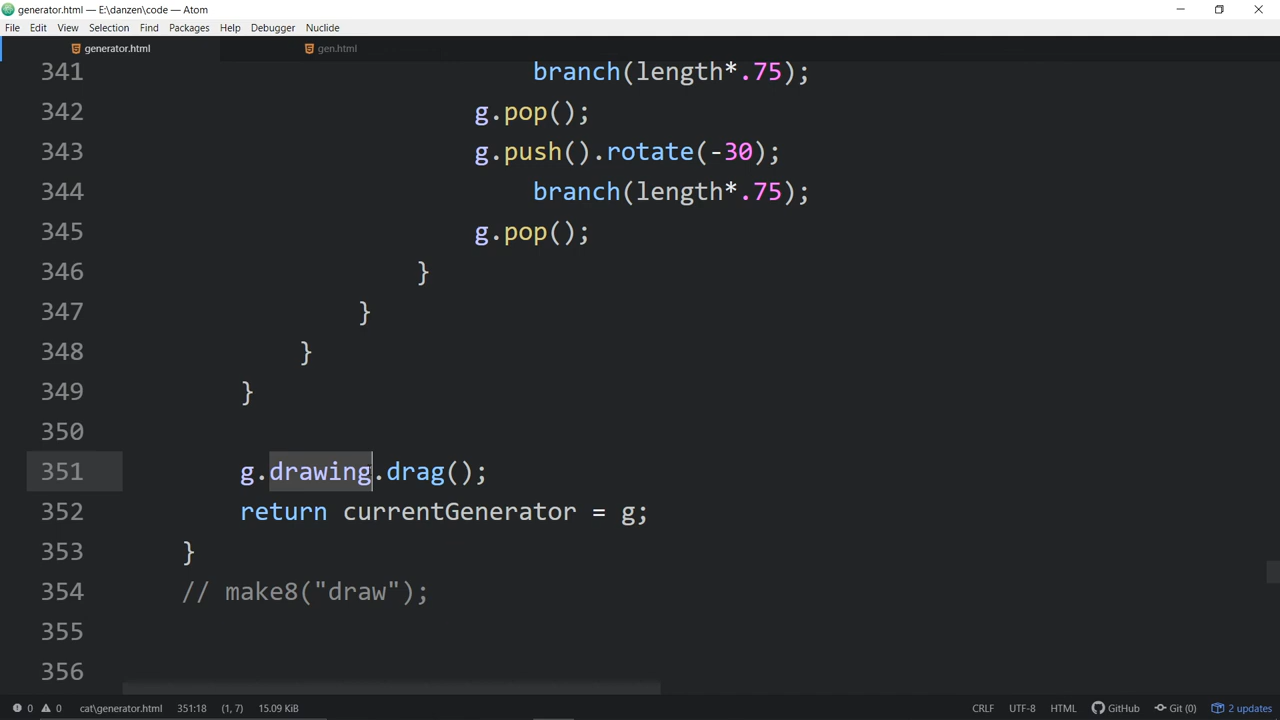 generator.html — E:\danzen\code — Atom
File Edit View Selection Find Packages Help Debugger Nuclide
generator.html gen.html
341 branch(length*.75);
342 g.pop();
343 g.push().rotate(-30);
344 branch(length*.75);
345 g.pop();
346 }
347 }
348 }
349 }
350
351 g.drawing.drag();
352 return currentGenerator = g;
353 }
354 // make8("draw");
355
356
0 0 cat\generator.html 351:18 (1, 7) 15.09 KiB CRLF UTF-8 HTML GitHub Git (0) 2 updates